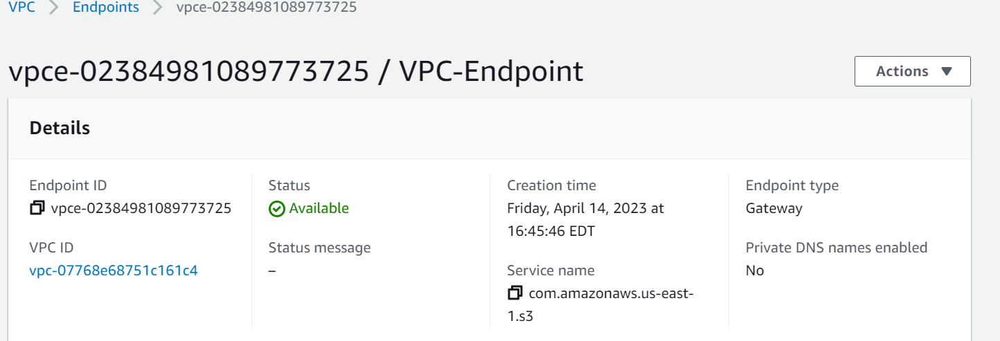 VPC > Endpoints > vpce-02384981089773725
vpce-02384981089773725 / VPC-Endpoint
Actions ▼
Details
Endpoint ID
vpce-02384981089773725
VPC ID
vpc-07768e68751c161c4
Status
Available
Status message
–
Creation time
Friday, April 14, 2023 at
16:45:46 EDT
Service name
com.amazonaws.us-east-
1.s3
Endpoint type
Gateway
Private DNS names enabled
No